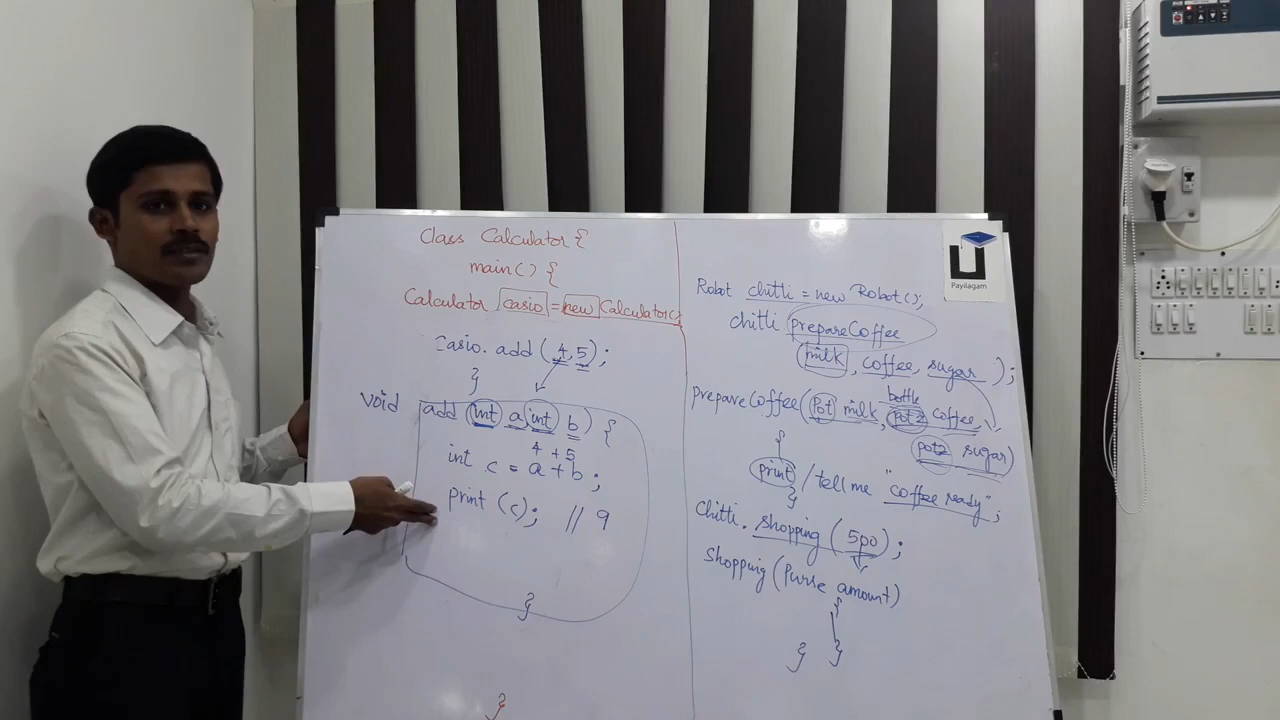 Class Calculator {
main() {
Calculator casio = new Calculator()
Casio. add (4, 5);
}
void add (int a, int b) {
4 + 5
int c = a + b ;
Print (c); // 9
}
}
Payilagam
Robot chitti = new Robot();
chitti prepareCoffee
(milk, coffee, sugar );
bottle
prepareCoffee (Pot milk, Pot2 coffee,
pot2 sugar)
{
print / tell me "coffee ready";
}
Chitti. shopping ( 500 );
Shopping (Purse amount)
{
} }